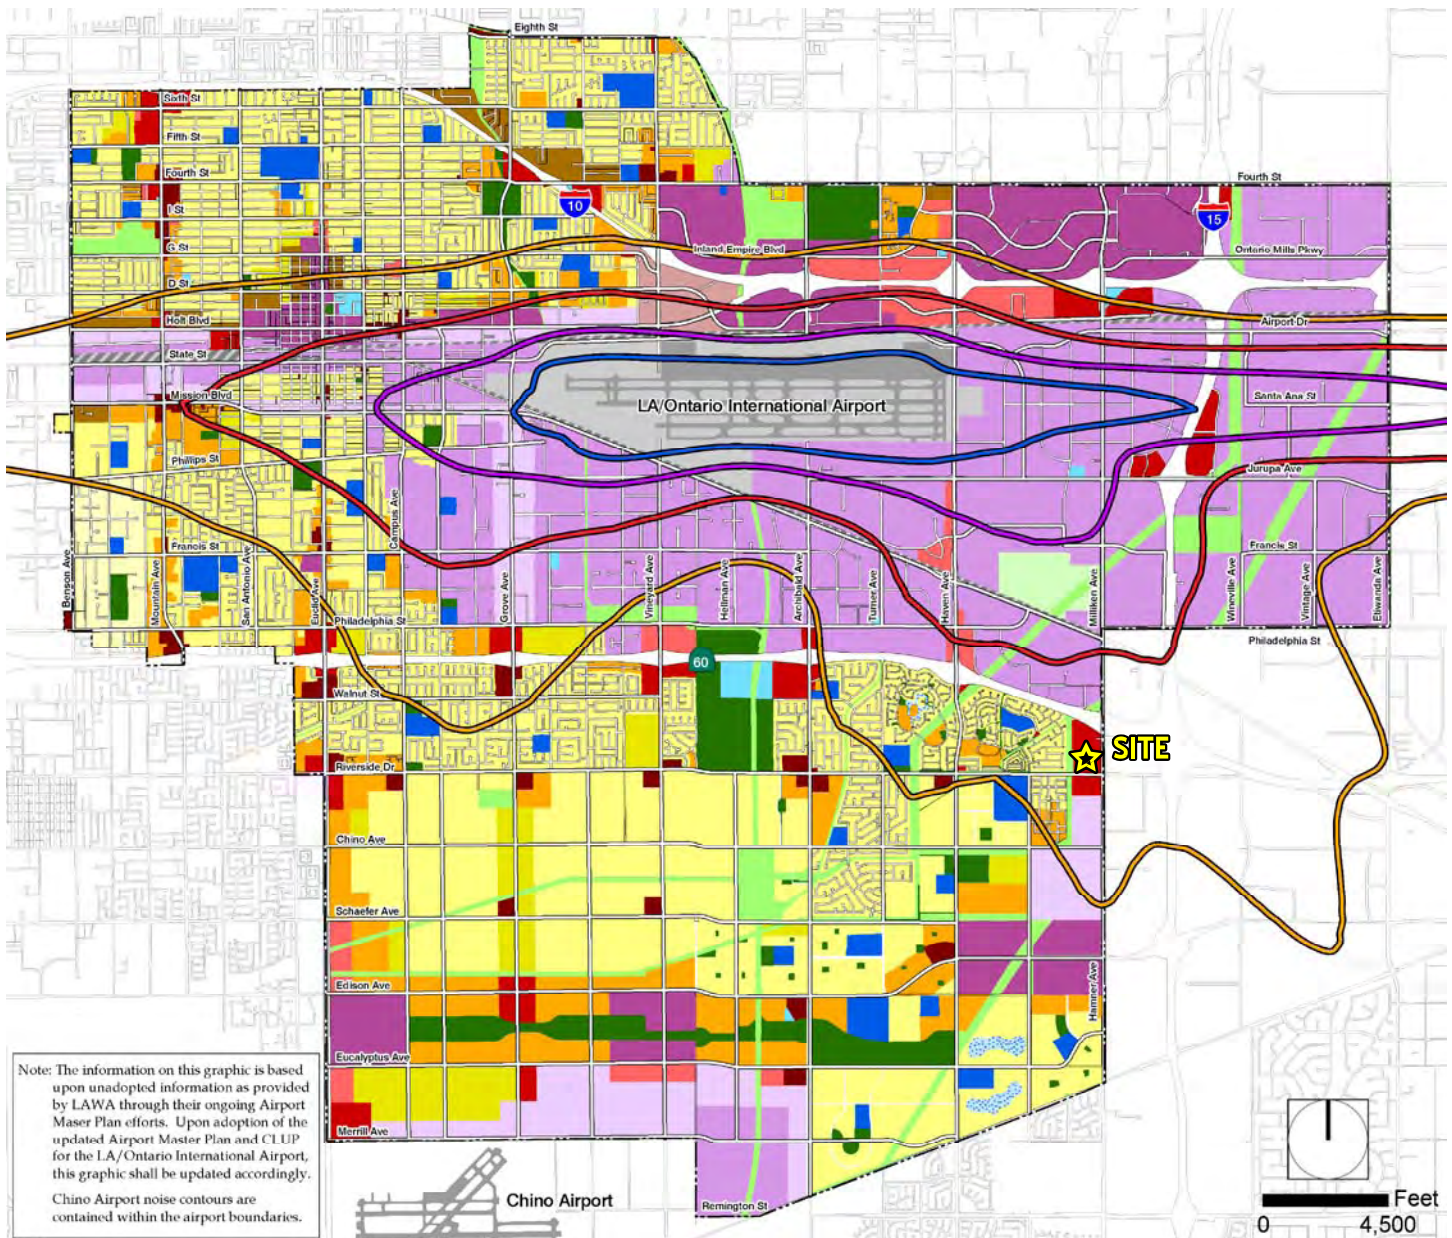 Eighth St
Sixth St
Fifth St
Fourth St
Fourth St
I St
10
15
G St
Inland Empire Blvd
Ontario Mills Pkwy
D St
Holt Blvd
Airport Dr
State St
Mission Blvd
LA/Ontario International Airport
Santa Ana St
Phillips St
Jurupa Ave
Campus Ave
Francis St
Francis St
Benson Ave
Mountain Ave
San Antonio Ave
Euclid Ave
Grove Ave
Vineyard Ave
Hellman Ave
Archibald Ave
Turner Ave
Haven Ave
Milliken Ave
Wineville Ave
Vintage Ave
Etiwanda Ave
Philadelphia St
Philadelphia St
60
Walnut St
SITE
Riverside Dr
Chino Ave
Schaefer Ave
Edison Ave
Hamner Ave
Eucalyptus Ave
Merrill Ave
Remington St
Chino Airport
Note: The information on this graphic is based
upon unadopted information as provided
by LAWA through their ongoing Airport
Maser Plan efforts. Upon adoption of the
updated Airport Master Plan and CLUP
for the LA/Ontario International Airport,
this graphic shall be updated accordingly.
Chino Airport noise contours are
contained within the airport boundaries.
Feet
0 4,500